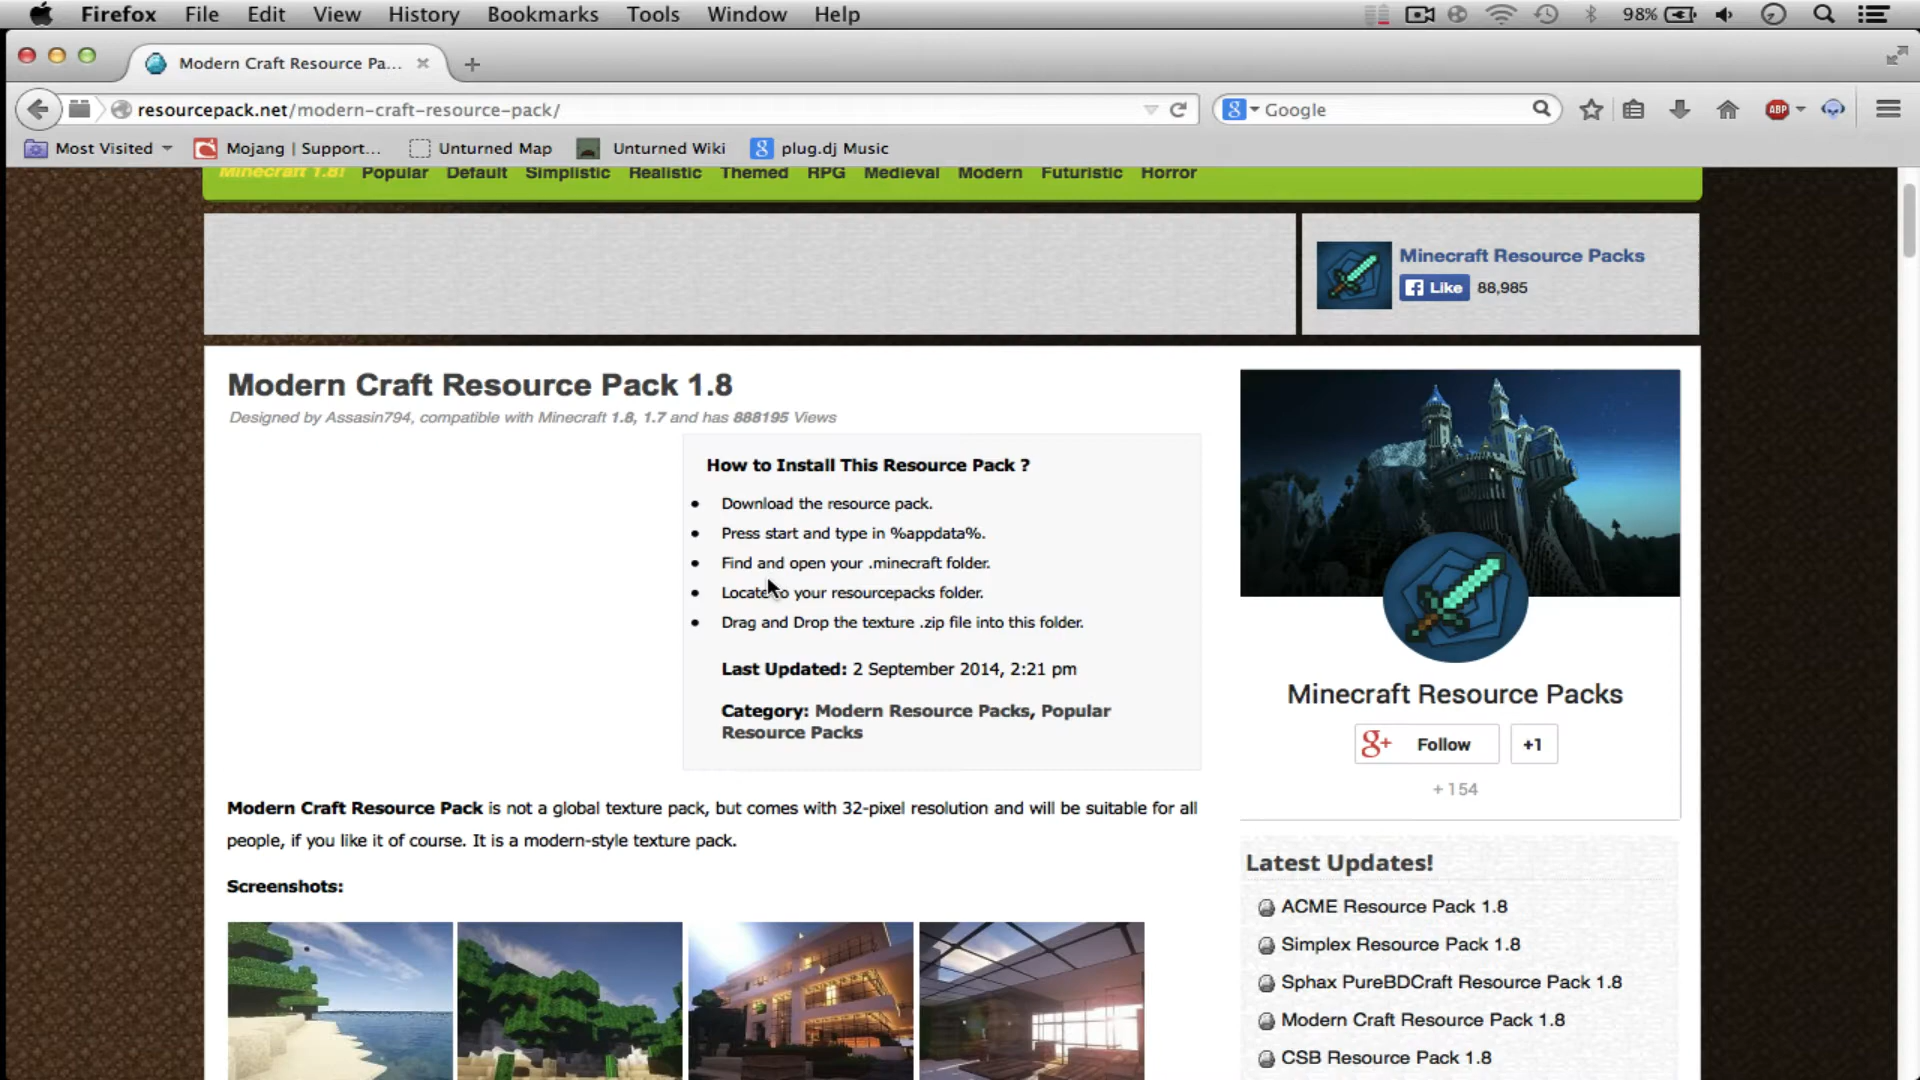 Firefox File Edit View History Bookmarks Tools Window Help 98%
Modern Craft Resource Pa...
resourcepack.net/modern-craft-resource-pack/ Google ABP
Most Visited Mojang | Support... Unturned Map Unturned Wiki plug.dj Music
Minecraft 1.8! Popular Default Simplistic Realistic Themed RPG Medieval Modern Futuristic Horror
Minecraft Resource Packs
Like 88,985
Modern Craft Resource Pack 1.8
Designed by Assasin794, compatible with Minecraft 1.8, 1.7 and has 888195 Views
How to Install This Resource Pack ?
Download the resource pack.
Press start and type in %appdata%.
Find and open your .minecraft folder.
Locate to your resourcepacks folder.
Drag and Drop the texture .zip file into this folder.
Last Updated: 2 September 2014, 2:21 pm
Category: Modern Resource Packs, Popular
Resource Packs
Modern Craft Resource Pack is not a global texture pack, but comes with 32-pixel resolution and will be suitable for all
people, if you like it of course. It is a modern-style texture pack.
Screenshots:
Minecraft Resource Packs
g+ Follow +1
+154
Latest Updates!
ACME Resource Pack 1.8
Simplex Resource Pack 1.8
Sphax PureBDCraft Resource Pack 1.8
Modern Craft Resource Pack 1.8
CSB Resource Pack 1.8